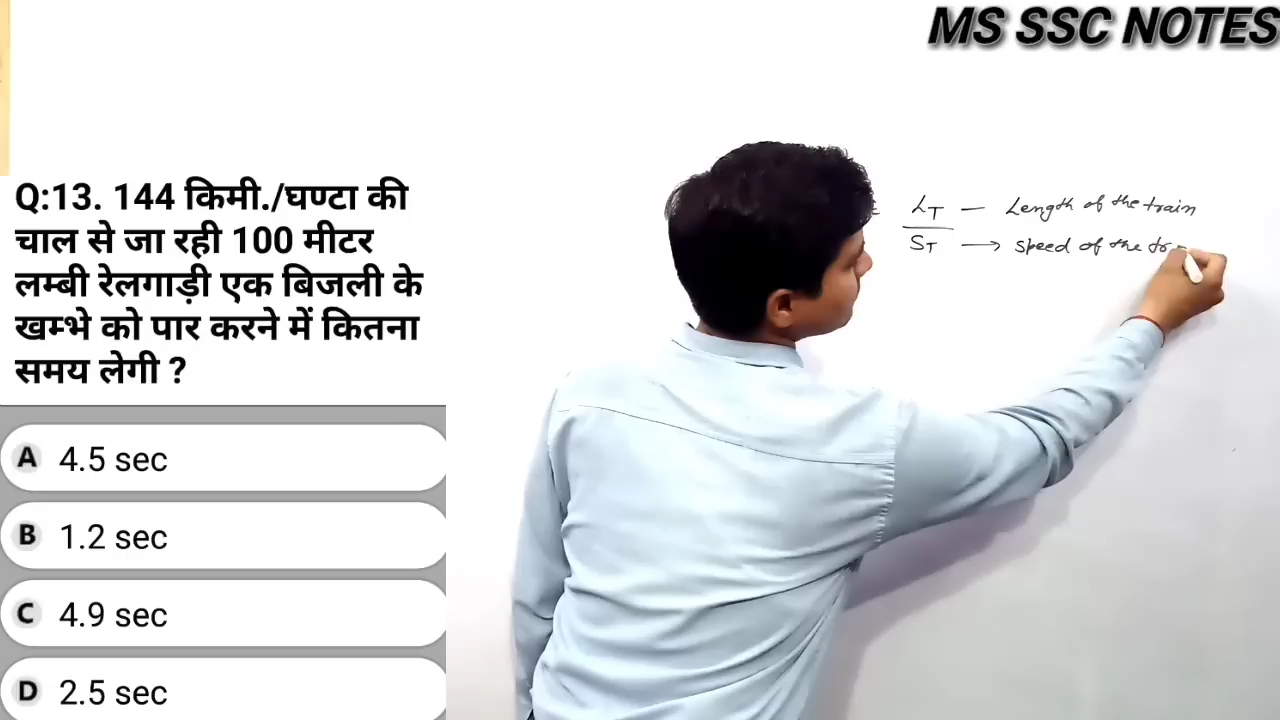 MS SSC NOTES
Q:13. 144 किमी./घण्टा की
चाल से जा रही 100 मीटर
लम्बी रेलगाड़ी एक बिजली के
खम्भे को पार करने में कितना
समय लेगी ?
A 4.5 sec
B 1.2 sec
C 4.9 sec
D 2.5 sec
LT — Length of the train
ST → speed of the tr